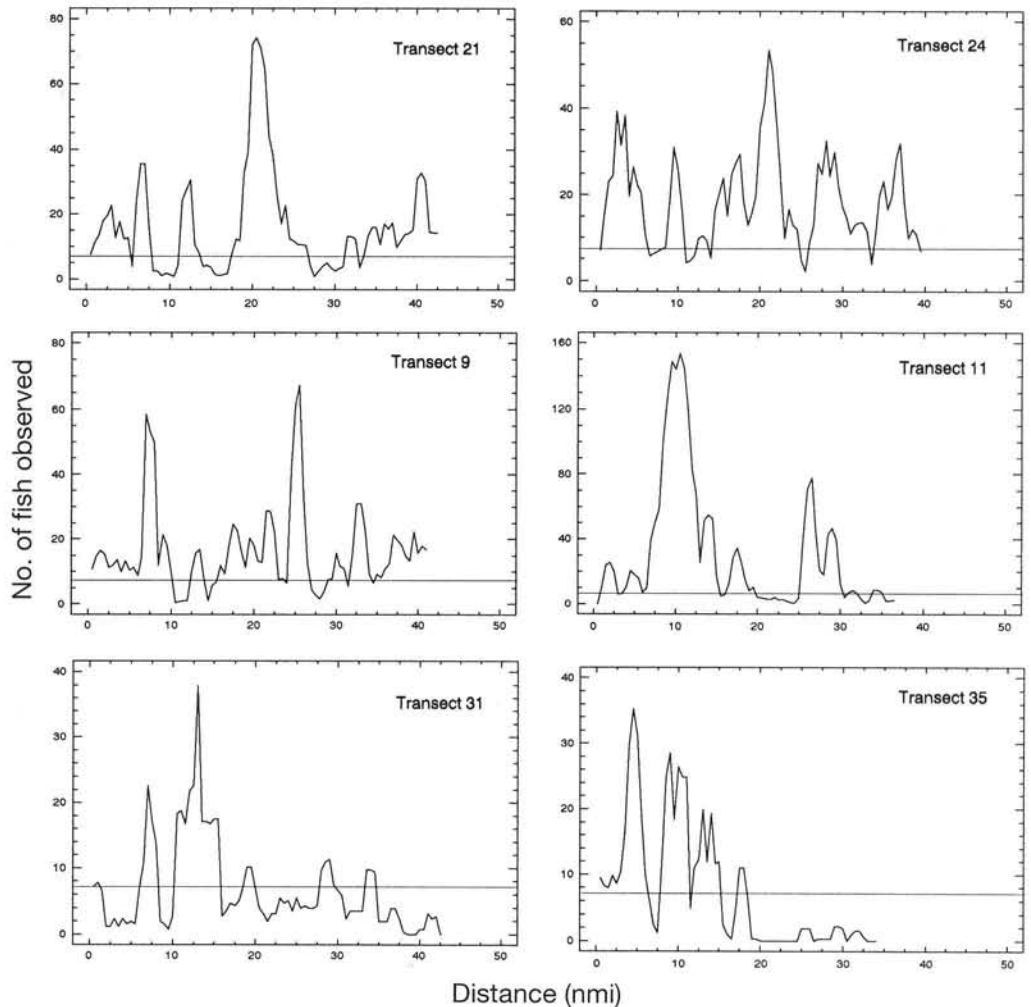 No. of fish observed
Transect 21
80
60
40
20
0
0 10 20 30 40 50
Transect 24
60
40
20
0
0 10 20 30 40 50
Transect 9
80
60
40
20
0
0 10 20 30 40 50
Transect 11
160
120
80
40
0
0 10 20 30 40 50
Transect 31
40
30
20
10
0
0 10 20 30 40 50
Transect 35
40
30
20
10
0
0 10 20 30 40 50
Distance (nmi)